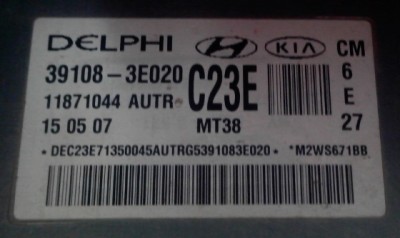 DELPHI KIA CM
39108-3E020 C23E 6
11871044 AUTR E
15 05 07 MT38 27
*DEC23E71350045AUTRG5391083E020* *M2WS671BB